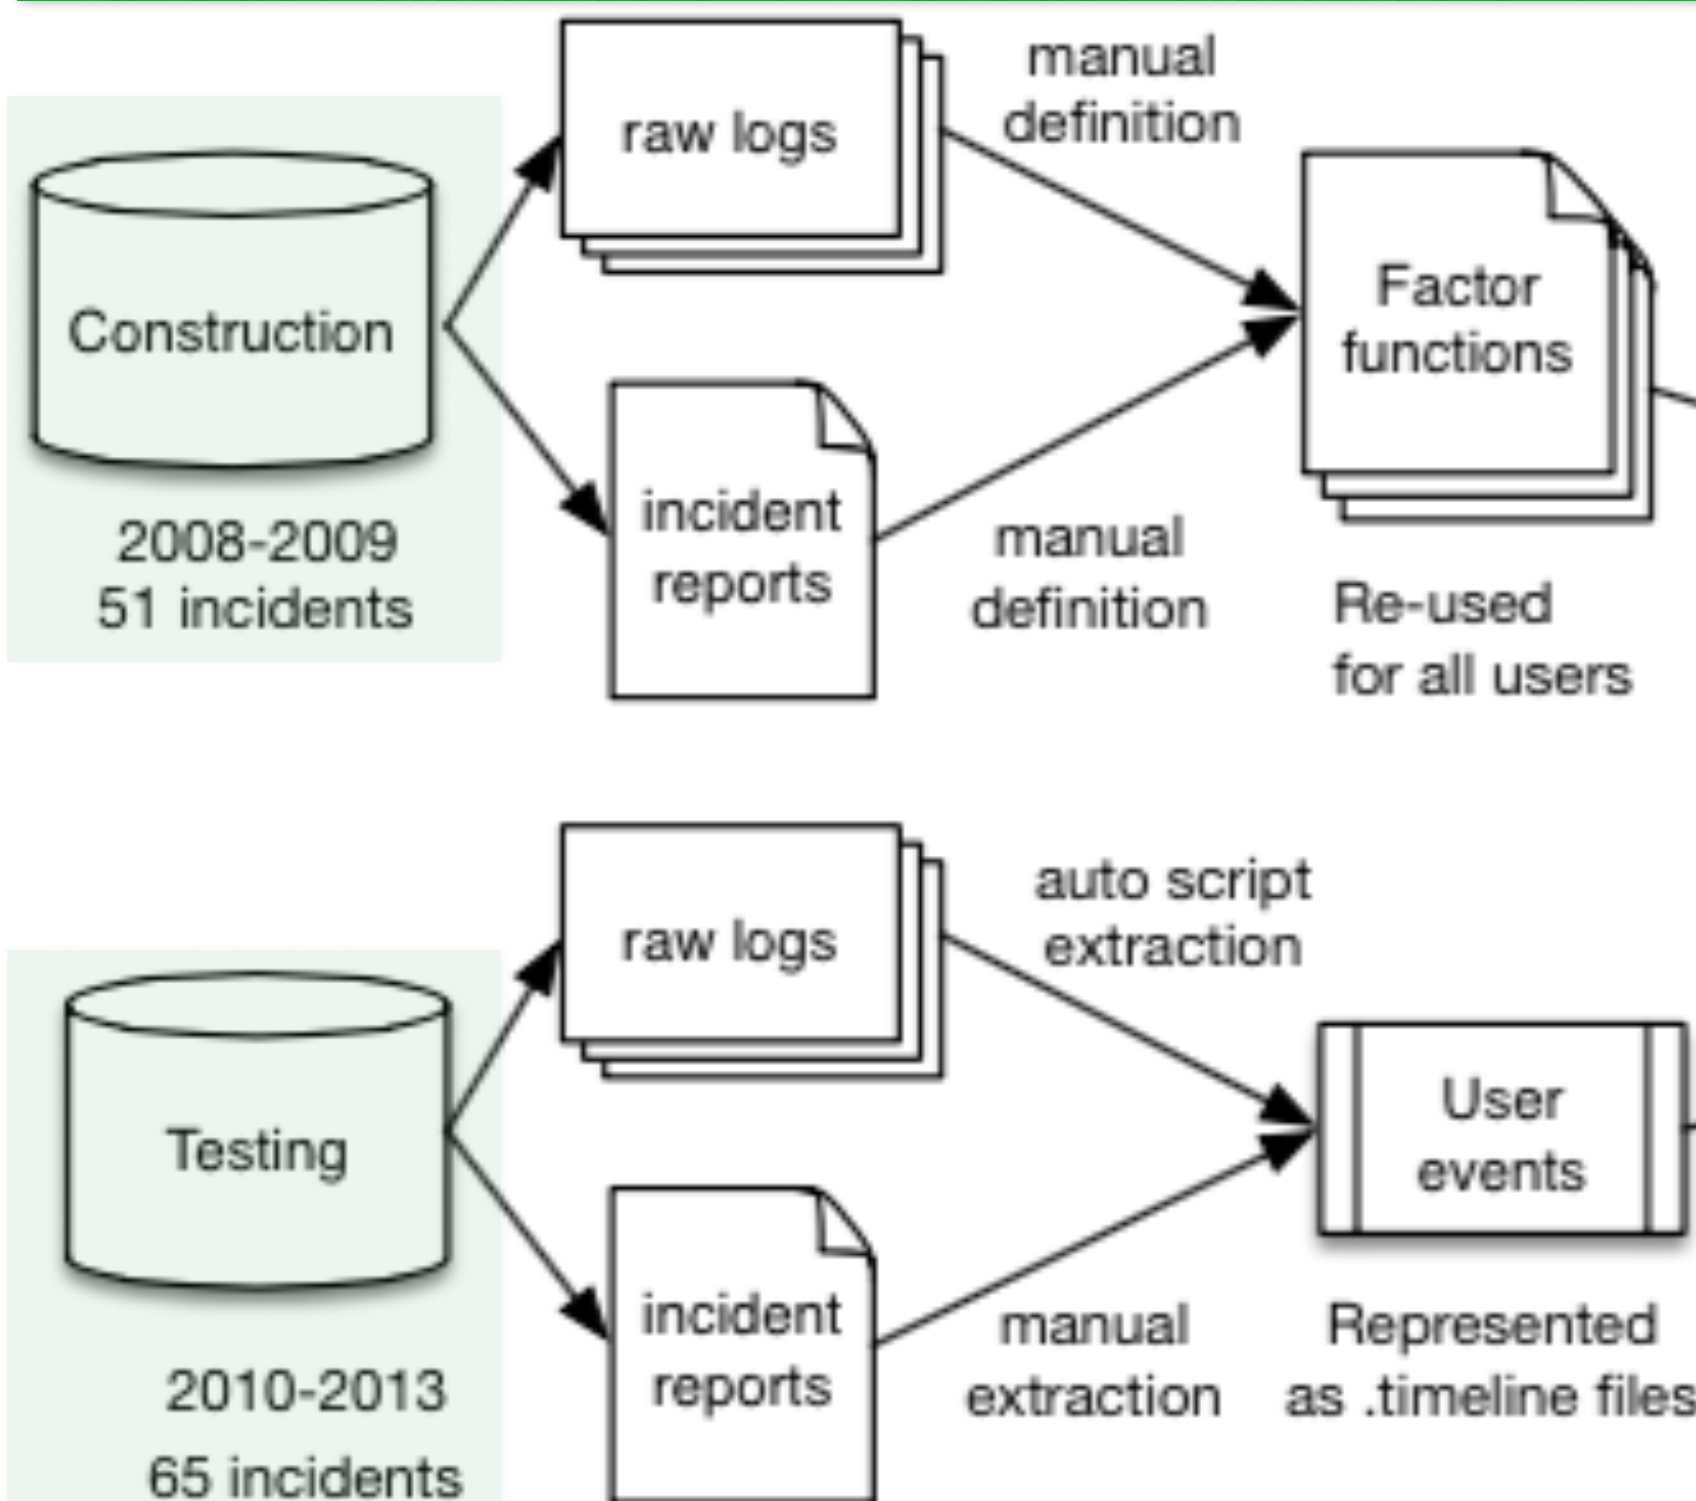 raw logs
manual
definition
Construction
Factor
functions
incident
reports
2008-2009
51 incidents
manual
definition
Re-used
for all users
raw logs
auto script
extraction
Testing
User
events
incident
reports
manual
extraction
Represented
as .timeline files
2010-2013
65 incidents